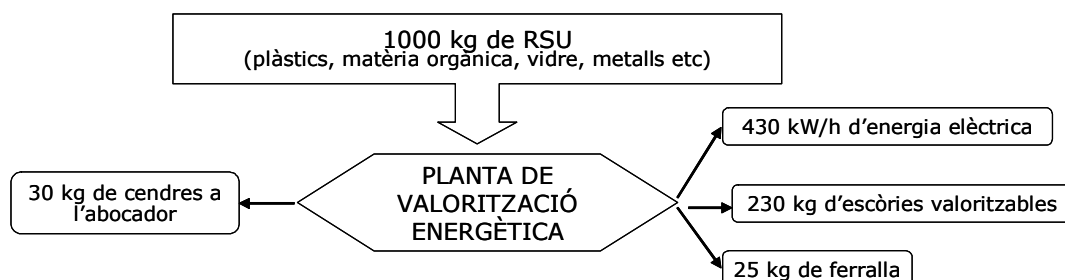 1000 kg de RSU
(plàstics, matèria orgànica, vidre, metalls etc)
430 kW/h d’energia elèctrica
PLANTA DE
VALORITZACIÓ
ENERGÈTICA
30 kg de cendres a
l’abocador
230 kg d’escòries valoritzables
25 kg de ferralla